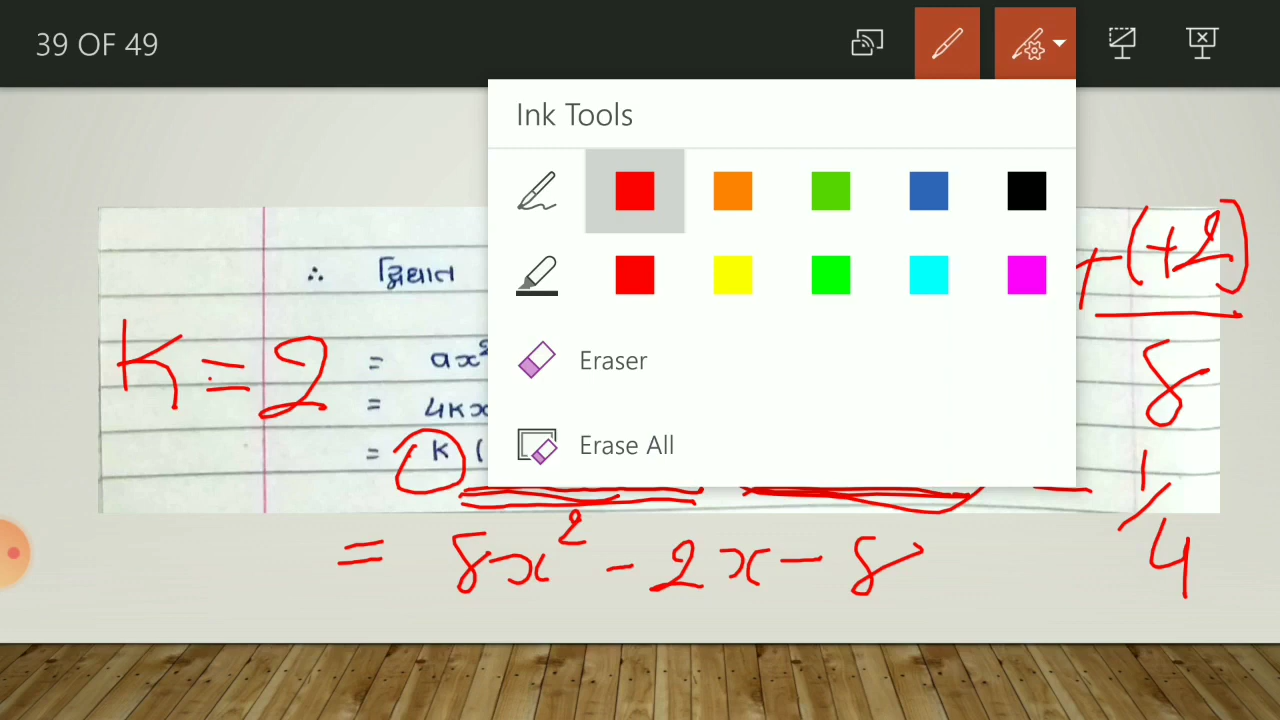 39 OF 49
Ink Tools
+(+2)
∴ દ્વિઘાત
8
K = 2
= ax²
= 4Kx
Eraser
= K (
Erase All
1/4
= 8x² - 2x - 8